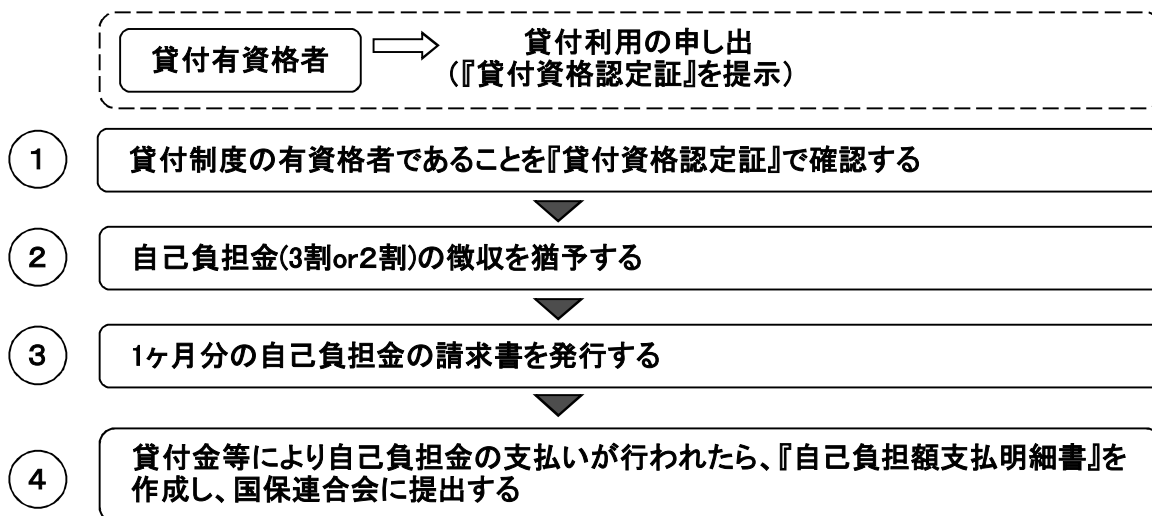 貸付有資格者
貸付利用の申し出
(『貸付資格認定証』を提示)
1
貸付制度の有資格者であることを『貸付資格認定証』で確認する
2
自己負担金(3割or2割)の徴収を猶予する
3
1ヶ月分の自己負担金の請求書を発行する
4
貸付金等により自己負担金の支払いが行われたら、『自己負担額支払明細書』を
作成し、国保連合会に提出する